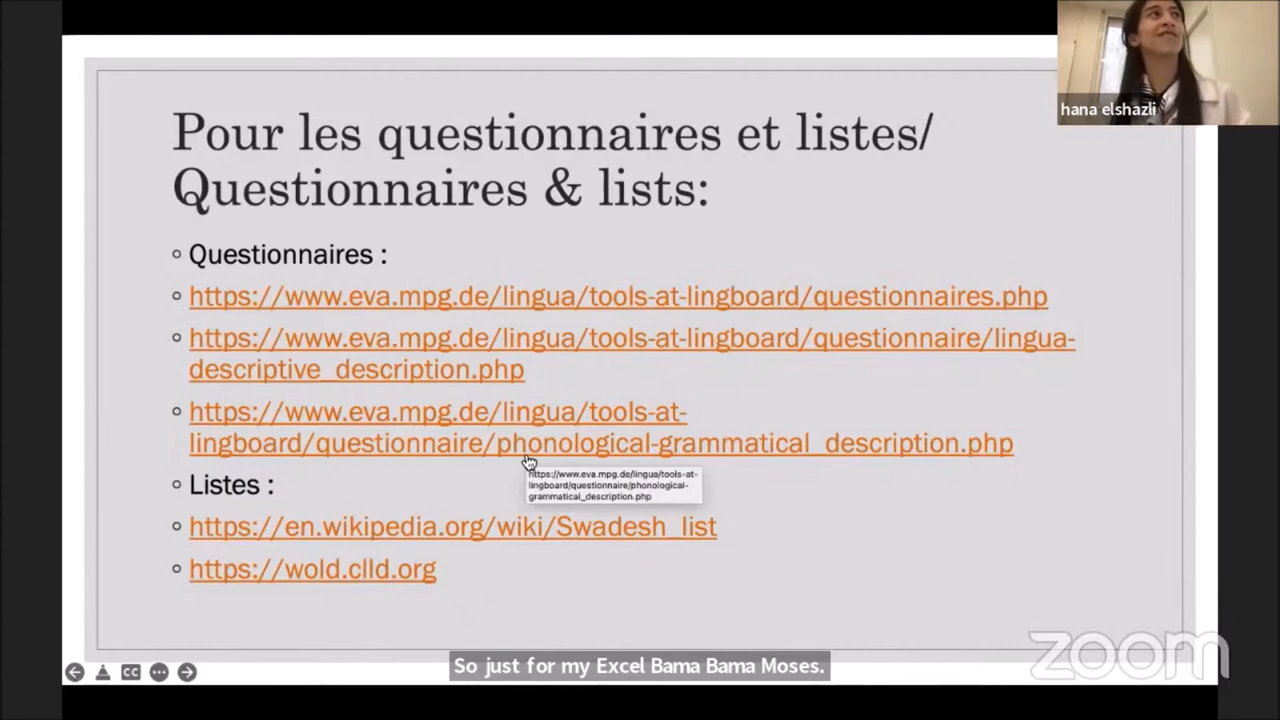 hana elshazli
Pour les questionnaires et listes/
Questionnaires & lists:
Questionnaires :
https://www.eva.mpg.de/lingua/tools-at-lingboard/questionnaires.php
https://www.eva.mpg.de/lingua/tools-at-lingboard/questionnaire/lingua-
descriptive_description.php
https://www.eva.mpg.de/lingua/tools-at-
lingboard/questionnaire/phonological-grammatical_description.php
https://www.eva.mpg.de/lingua/tools-at-
lingboard/questionnaire/phonological-
grammatical_description.php
Listes :
https://en.wikipedia.org/wiki/Swadesh_list
https://wold.clld.org
zoom
CC
So just for my Excel Bama Bama Moses.